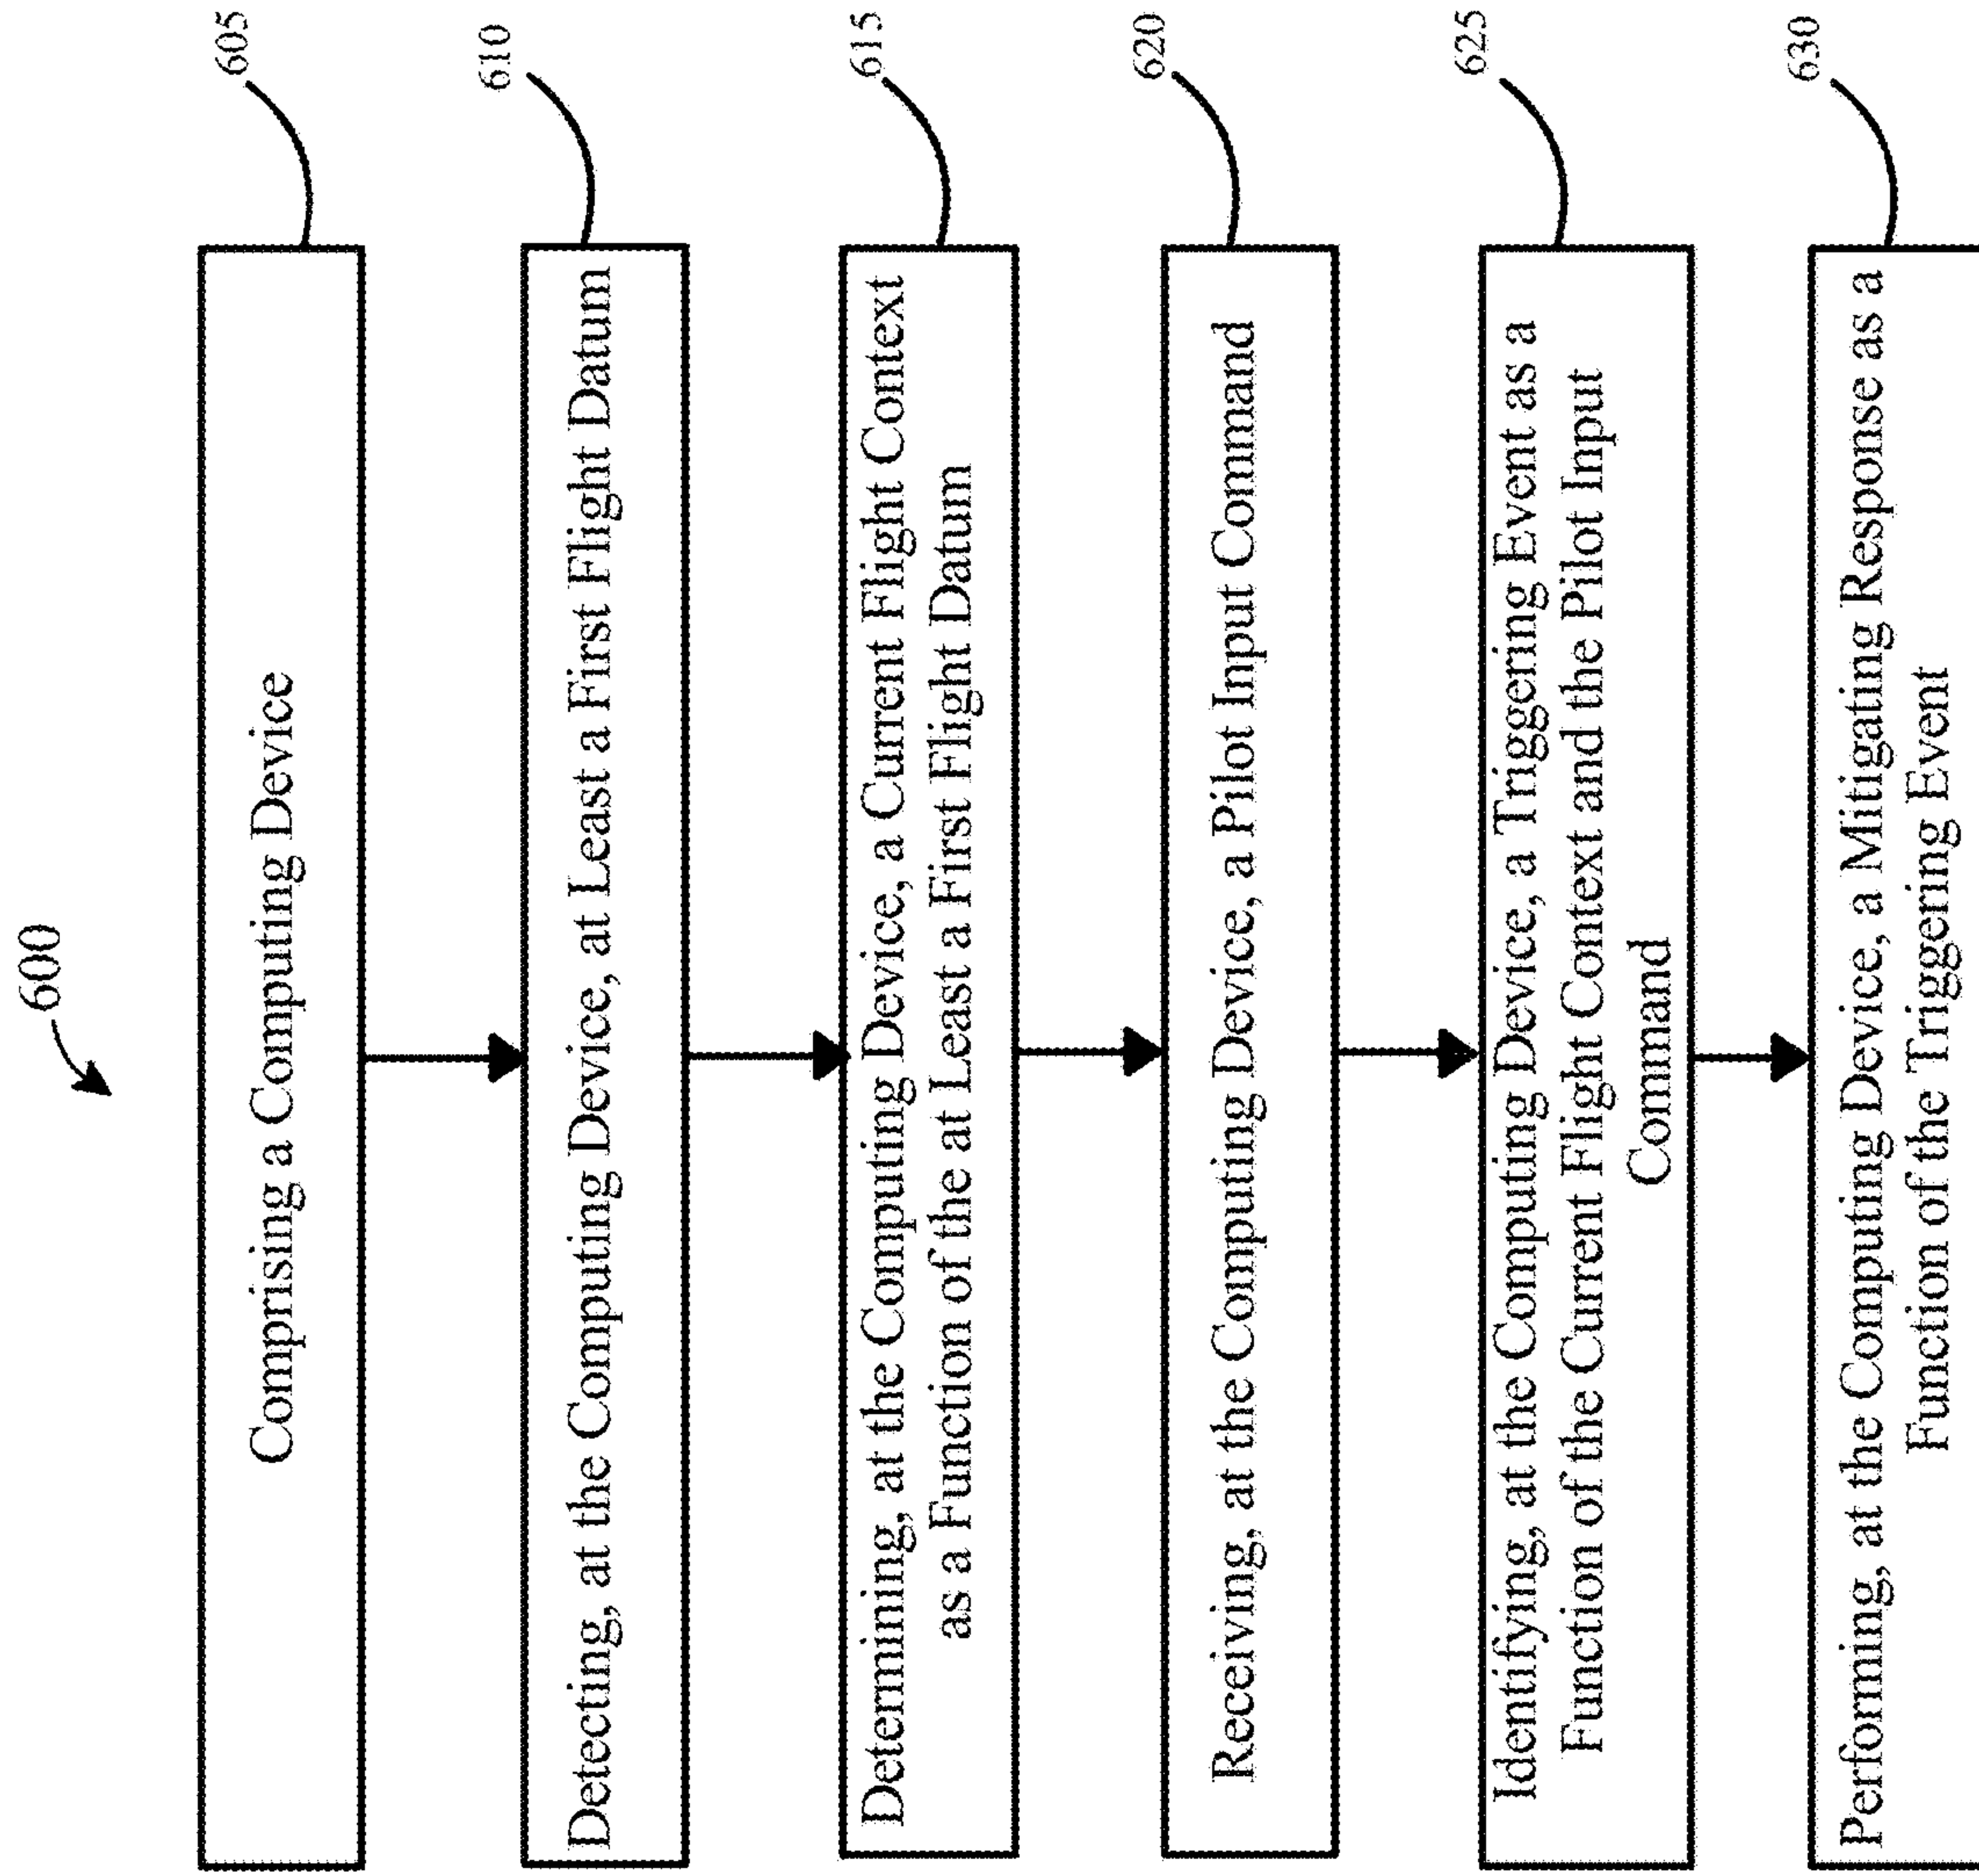 600
Comprising a Computing Device
605
Detecting, at the Computing Device, at Least a First Flight Datum
610
Determining, at the Computing Device, a Current Flight Context
as a Function of the at Least a First Flight Datum
615
Receiving, at the Computing Device, a Pilot Input Command
620
Identifying, at the Computing Device, a Triggering Event as a
Function of the Current Flight Context and the Pilot Input
Command
625
Performing, at the Computing Device, a Mitigating Response as a
Function of the Triggering Event
630